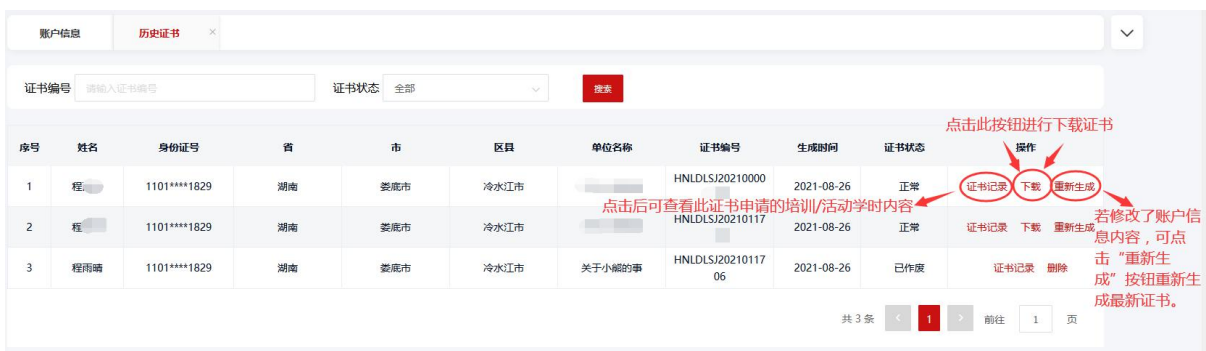 账户信息 历史证书 ×
证书编号 请输入证书编号 证书状态 全部 搜索
点击此按钮进行下载证书
序号 姓名 身份证号 省 市 区县 单位名称 证书编号 生成时间 证书状态 操作
1 程 1101****1829 湖南 娄底市 冷水江市 HNLDLSJ20210000 2021-08-26 正常 证书记录 下载 重新生成
点击后可查看此证书申请的培训/活动学时内容
2 程 1101****1829 湖南 娄底市 冷水江市 HNLDLSJ20210117 2021-08-26 正常 证书记录 下载 重新生成
若修改了账户信
息内容，可点
击“重新生
成”按钮重新生
成最新证书。
3 程雨晴 1101****1829 湖南 娄底市 冷水江市 关于小熊的事 HNLDLSJ20210117 2021-08-26 已作废 证书记录 删除
06
共 3 条 < 1 > 前往 1 页